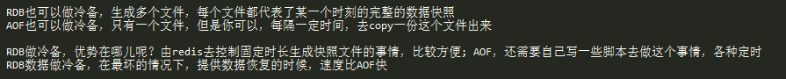 RDB也可以做冷备，生成多个文件，每个文件都代表了某一个时刻的完整的数据快照
AOF也可以做冷备，只有一个文件，但是你可以，每隔一定时间，去copy一份这个文件出来
RDB做冷备，优势在哪儿呢？由redis去控制固定时长生成快照文件的事情，比较方便；AOF，还需要自己写一些脚本去做这个事情，各种定时
RDB数据做冷备，在最坏的情况下，提供数据恢复的时候，速度比AOF快